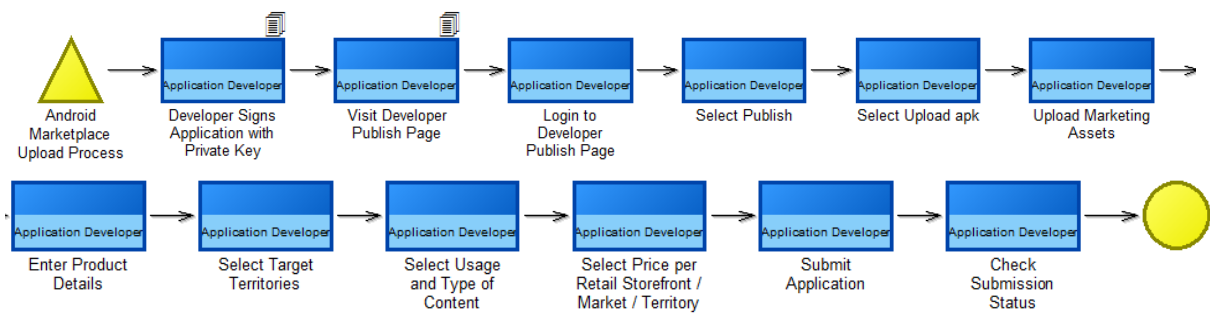 Application Developer
Application Developer
Application Developer
Application Developer
Application Developer
Application Developer
Android
Marketplace
Upload Process
Developer Signs
Application with
Private Key
Visit Developer
Publish Page
Login to
Developer
Publish Page
Select Publish
Select Upload apk
Upload Marketing
Assets
Application Developer
Application Developer
Application Developer
Application Developer
Application Developer
Application Developer
Enter Product
Details
Select Target
Territories
Select Usage
and Type of
Content
Select Price per
Retail Storefront /
Market / Territory
Submit
Application
Check
Submission
Status